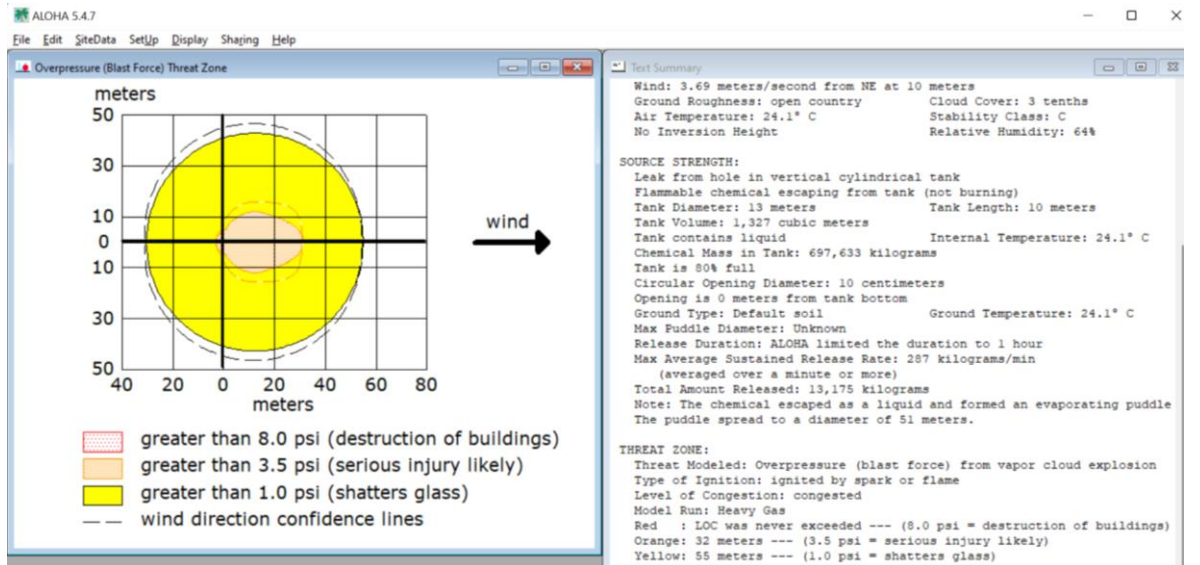 ALOHA 5.4.7
File Edit SiteData SetUp Display Sharing Help
Overpressure (Blast Force) Threat Zone
meters
50
30
10
0
10
30
50
40 20 0 20 40 60 80
meters
wind
greater than 8.0 psi (destruction of buildings)
greater than 3.5 psi (serious injury likely)
greater than 1.0 psi (shatters glass)
wind direction confidence lines
Text Summary
Wind: 3.69 meters/second from NE at 10 meters
Ground Roughness: open country Cloud Cover: 3 tenths
Air Temperature: 24.1° C Stability Class: C
No Inversion Height Relative Humidity: 64%
SOURCE STRENGTH:
Leak from hole in vertical cylindrical tank
Flammable chemical escaping from tank (not burning)
Tank Diameter: 13 meters Tank Length: 10 meters
Tank Volume: 1,327 cubic meters
Tank contains liquid Internal Temperature: 24.1° C
Chemical Mass in Tank: 697,633 kilograms
Tank is 80% full
Circular Opening Diameter: 10 centimeters
Opening is 0 meters from tank bottom
Ground Type: Default soil Ground Temperature: 24.1° C
Max Puddle Diameter: Unknown
Release Duration: ALOHA limited the duration to 1 hour
Max Average Sustained Release Rate: 287 kilograms/min
(averaged over a minute or more)
Total Amount Released: 13,175 kilograms
Note: The chemical escaped as a liquid and formed an evaporating puddle
The puddle spread to a diameter of 51 meters.
THREAT ZONE:
Threat Modeled: Overpressure (blast force) from vapor cloud explosion
Type of Ignition: ignited by spark or flame
Level of Congestion: congested
Model Run: Heavy Gas
Red : LOC was never exceeded --- (8.0 psi = destruction of buildings)
Orange: 32 meters --- (3.5 psi = serious injury likely)
Yellow: 55 meters --- (1.0 psi = shatters glass)